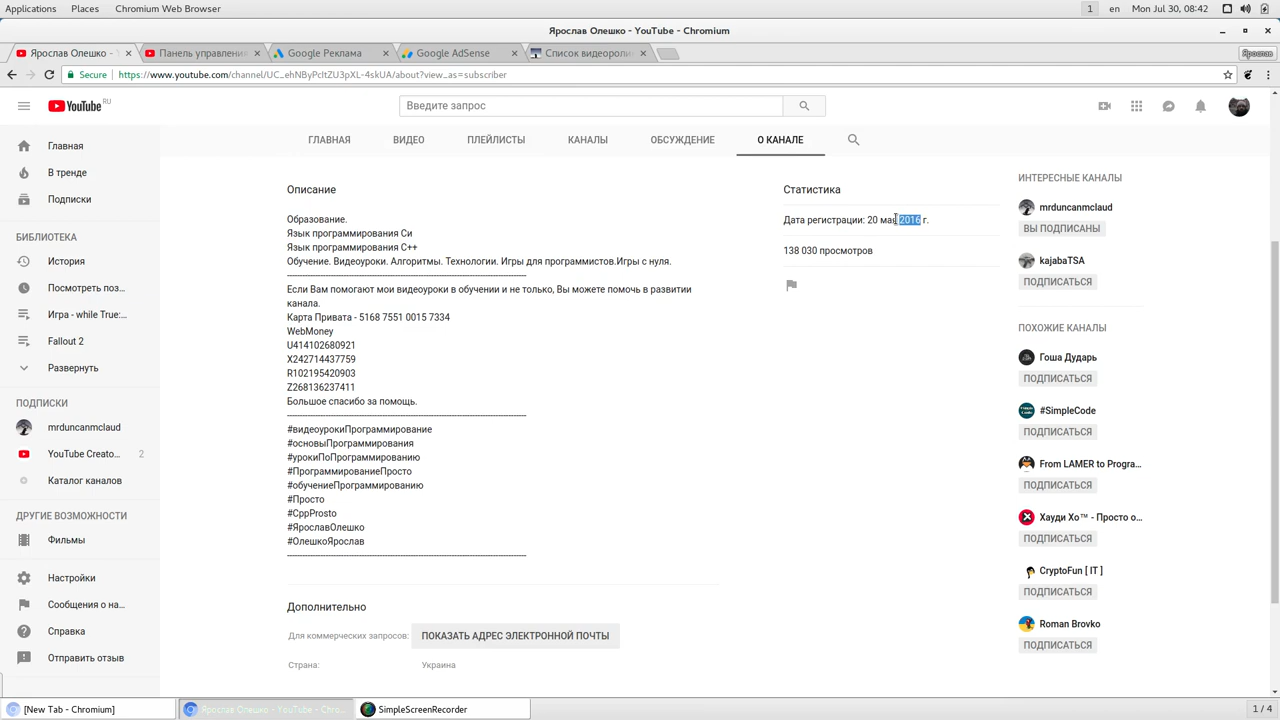 Applications Places Chromium Web Browser 1 en Mon Jul 30, 08:42
Ярослав Олешко - YouTube - Chromium
Ярослав Олешко - Y Панель управления Google Реклама Google AdSense Список видеоропи Ярослав
Secure https://www.youtube.com/channel/UC_ehNByPcItZU3pXL-4skUA/about?view_as=subscriber
YouTube RU Введите запрос
ГЛАВНАЯ ВИДЕО ПЛЕЙЛИСТЫ КАНАЛЫ ОБСУЖДЕНИЕ О КАНАЛЕ
Главная
В тренде
Подписки
БИБЛИОТЕКА
История
Посмотреть поз...
Игра - while True:...
Fallout 2
Развернуть
ПОДПИСКИ
mrduncanmclaud
YouTube Creato... 2
Каталог каналов
ДРУГИЕ ВОЗМОЖНОСТИ
Фильмы
Настройки
Сообщения о на...
Справка
Отправить отзыв
Описание
Образование.
Язык программирования Си
Язык программирования С++
Обучение. Видеоуроки. Алгоритмы. Технологии. Игры для программистов.Игры с нуля.
----------------------------------------------------------------------
Если Вам помогают мои видеоуроки в обучении и не только, Вы можете помочь в развитии
канала.
Карта Привата - 5168 7551 0015 7334
WebMoney
U414102680921
X242714437759
R102195420903
Z268136237411
Большое спасибо за помощь.
----------------------------------------------------------------------
#видеоурокиПрограммирование
#основыПрограммирования
#урокиПоПрограммированию
#ПрограммированиеПросто
#обучениеПрограммированию
#Просто
#CppProsto
#ЯрославОлешко
#ОлешкоЯрослав
----------------------------------------------------------------------
Дополнительно
Для коммерческих запросов: ПОКАЗАТЬ АДРЕС ЭЛЕКТРОННОЙ ПОЧТЫ
Страна: Украина
Статистика
Дата регистрации: 20 мая 2016 г.
138 030 просмотров
ИНТЕРЕСНЫЕ КАНАЛЫ
mrduncanmclaud
ВЫ ПОДПИСАНЫ
kajabaTSA
ПОДПИСАТЬСЯ
ПОХОЖИЕ КАНАЛЫ
Гоша Дударь
ПОДПИСАТЬСЯ
#SimpleCode
ПОДПИСАТЬСЯ
From LAMER to Progra...
ПОДПИСАТЬСЯ
Хауди Хо™ - Просто о...
ПОДПИСАТЬСЯ
CryptoFun [ IT ]
ПОДПИСАТЬСЯ
Roman Brovko
ПОДПИСАТЬСЯ
[New Tab - Chromium] Ярослав Олешко - YouTube - Chro... SimpleScreenRecorder 1 / 4